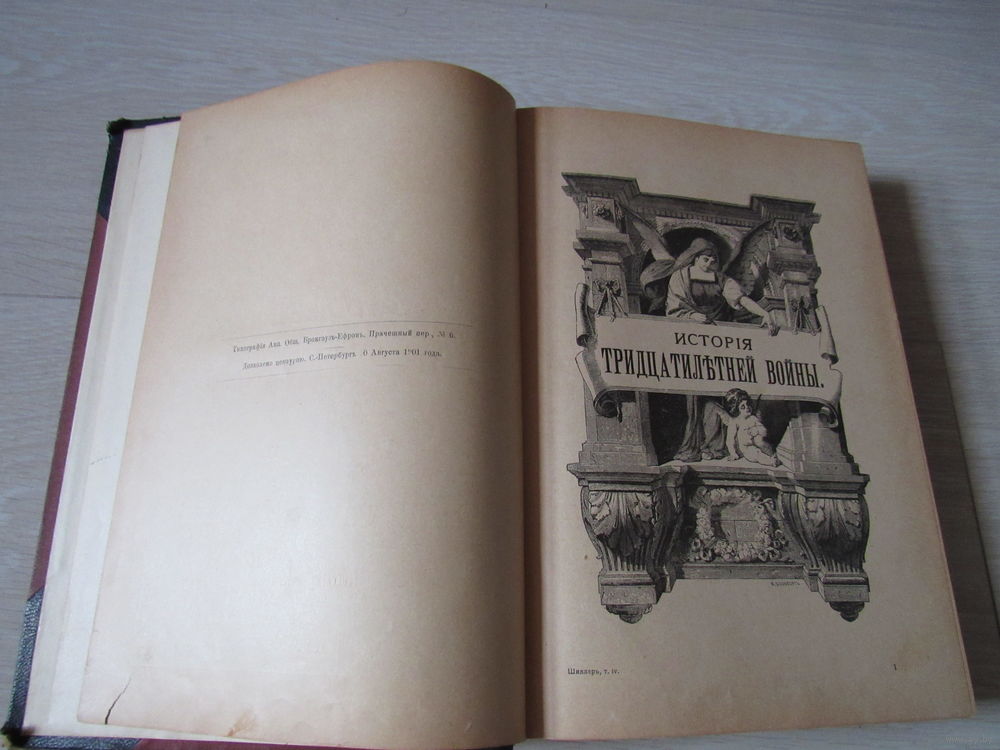 Типографія Акц. Общ. Брокгаузъ-Ефронъ. Прачешный пер., № 6.
Дозволено цензурою. С.-Петербургъ. 6 Августа 1901 годъ.
ИСТОРІЯ
ТРИДЦАТИЛѢТНЕЙ ВОЙНЫ.
Шиллеръ, т. IV.
1